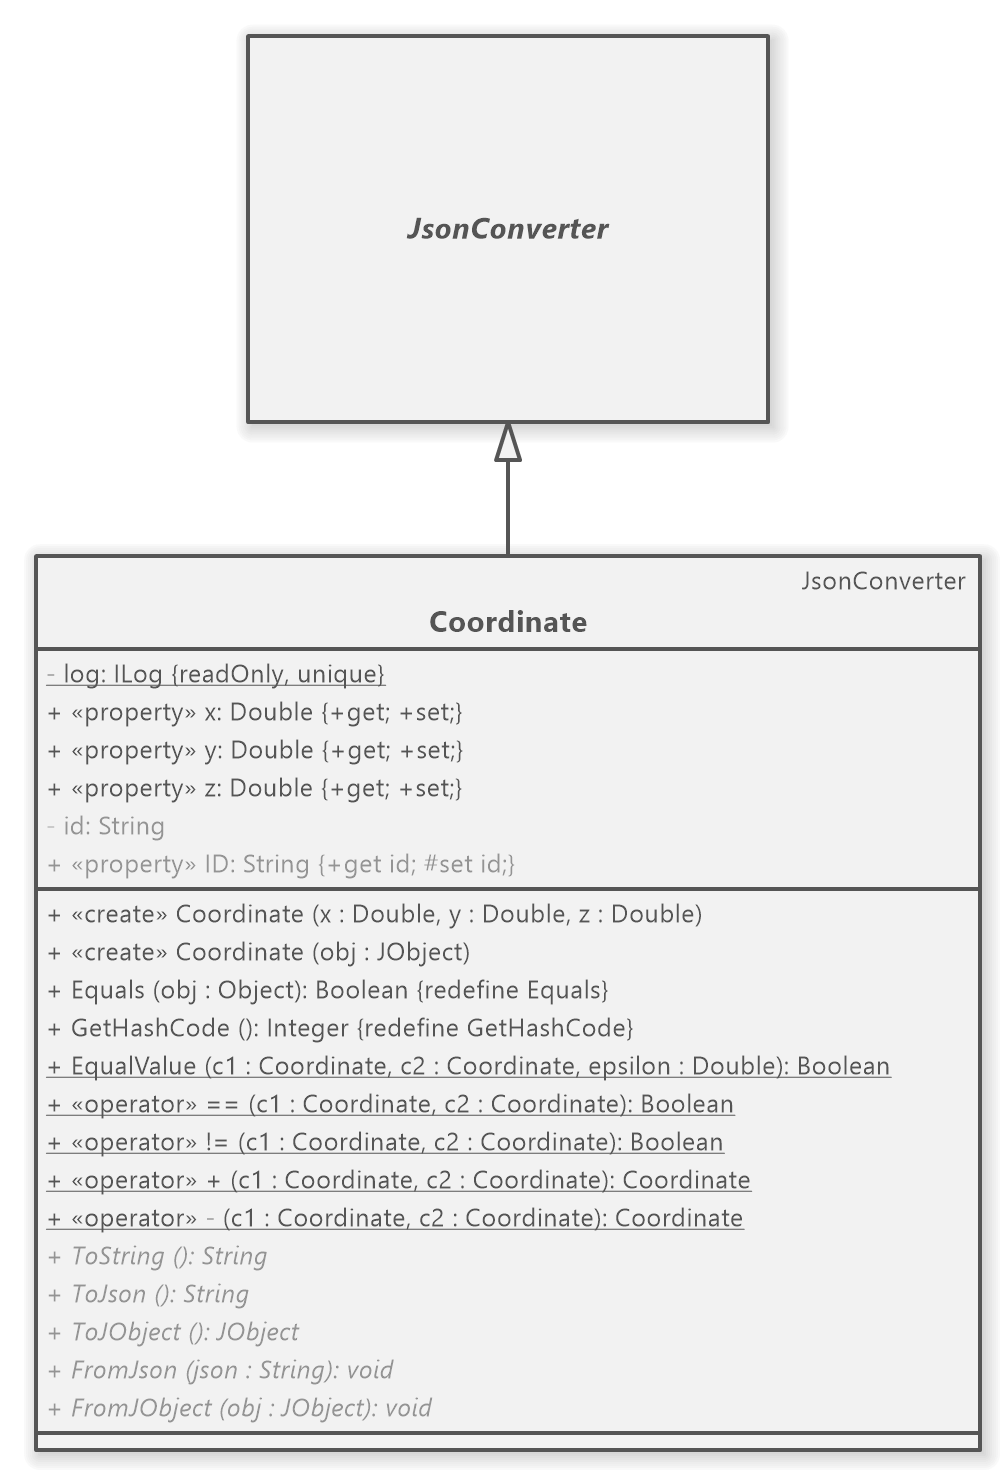 JsonConverter
JsonConverter
Coordinate
- log: ILog {readOnly, unique}
+ «property» x: Double {+get; +set;}
+ «property» y: Double {+get; +set;}
+ «property» z: Double {+get; +set;}
- id: String
+ «property» ID: String {+get id; #set id;}
+ «create» Coordinate (x : Double, y : Double, z : Double)
+ «create» Coordinate (obj : JObject)
+ Equals (obj : Object): Boolean {redefine Equals}
+ GetHashCode (): Integer {redefine GetHashCode}
+ EqualValue (c1 : Coordinate, c2 : Coordinate, epsilon : Double): Boolean
+ «operator» == (c1 : Coordinate, c2 : Coordinate): Boolean
+ «operator» != (c1 : Coordinate, c2 : Coordinate): Boolean
+ «operator» + (c1 : Coordinate, c2 : Coordinate): Coordinate
+ «operator» - (c1 : Coordinate, c2 : Coordinate): Coordinate
+ ToString (): String
+ ToJson (): String
+ ToJObject (): JObject
+ FromJson (json : String): void
+ FromJObject (obj : JObject): void